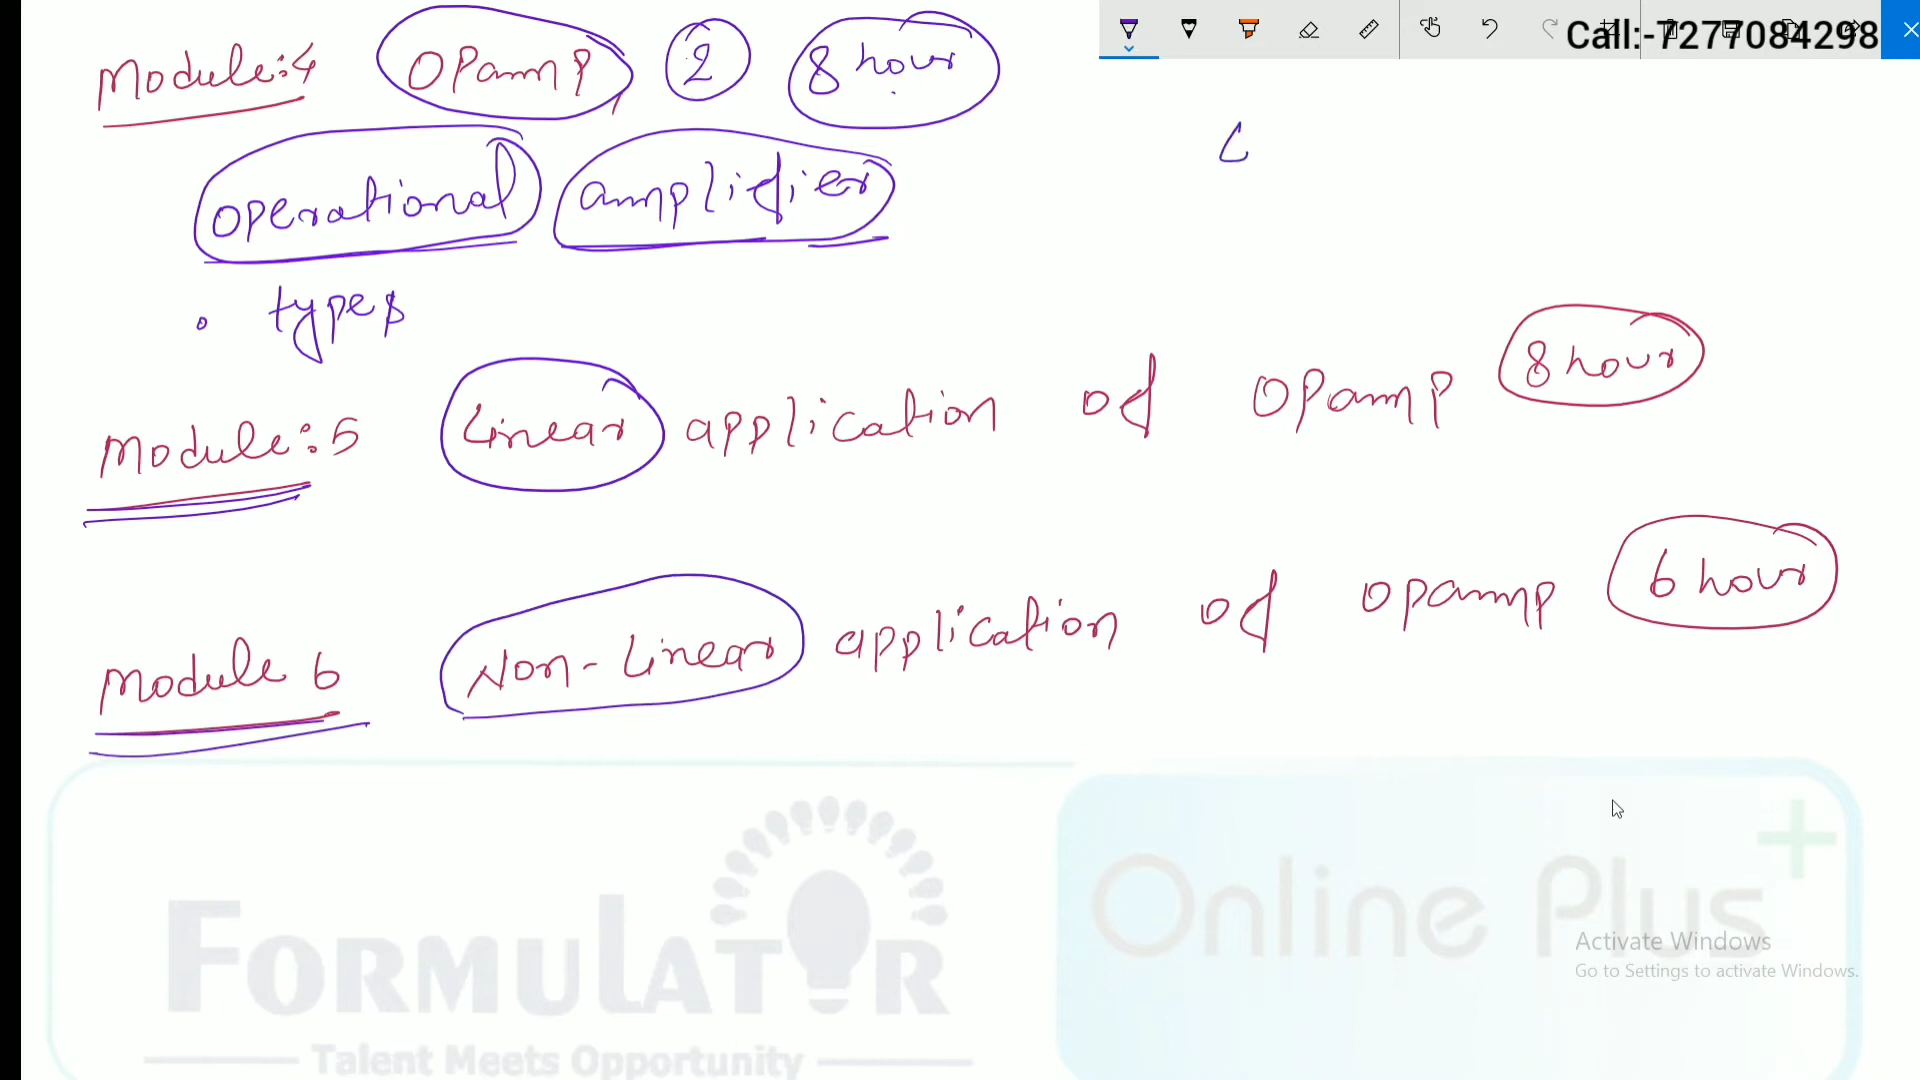 Call:-7277084298
Module:4 OPamp, 2 8 hour
operational amplifier
• types
Module:5 Linear application of OPamp 8 hour
Module 6 Non-Linear application of opamp 6 hour
FORMULATOR
Talent Meets Opportunity
Online Plus+
Activate Windows
Go to Settings to activate Windows.